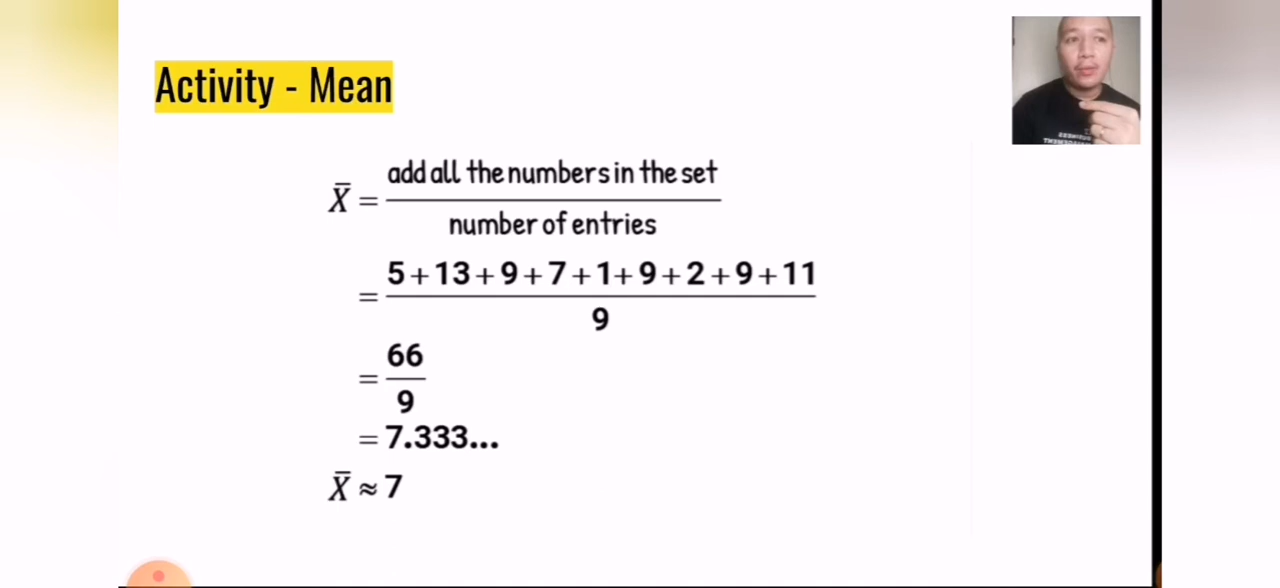 Activity - Mean
X̄ = add all the numbers in the set / number of entries
= 5+13+9+7+1+9+2+9+11 / 9
= 66 / 9
= 7.333...
X̄ ≈ 7